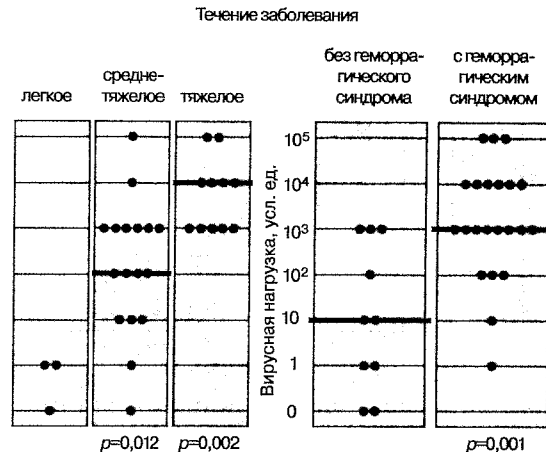 Течение заболевания
легкое
средне-
тяжелое
тяжелое
без геморра-
гического
синдрома
с геморра-
гическим
синдромом
Вирусная нагрузка, усл. ед.
10⁵
10⁴
10³
10²
10
1
0
p=0,012
p=0,002
p=0,001